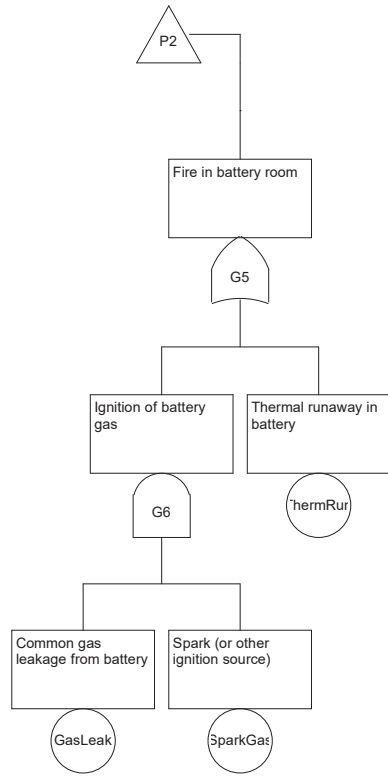 P2
Fire in battery room
G5
Ignition of battery
gas
Thermal runaway in
battery
G6
ThermRun
Common gas
leakage from battery
Spark (or other
ignition source)
GasLeak
SparkGas